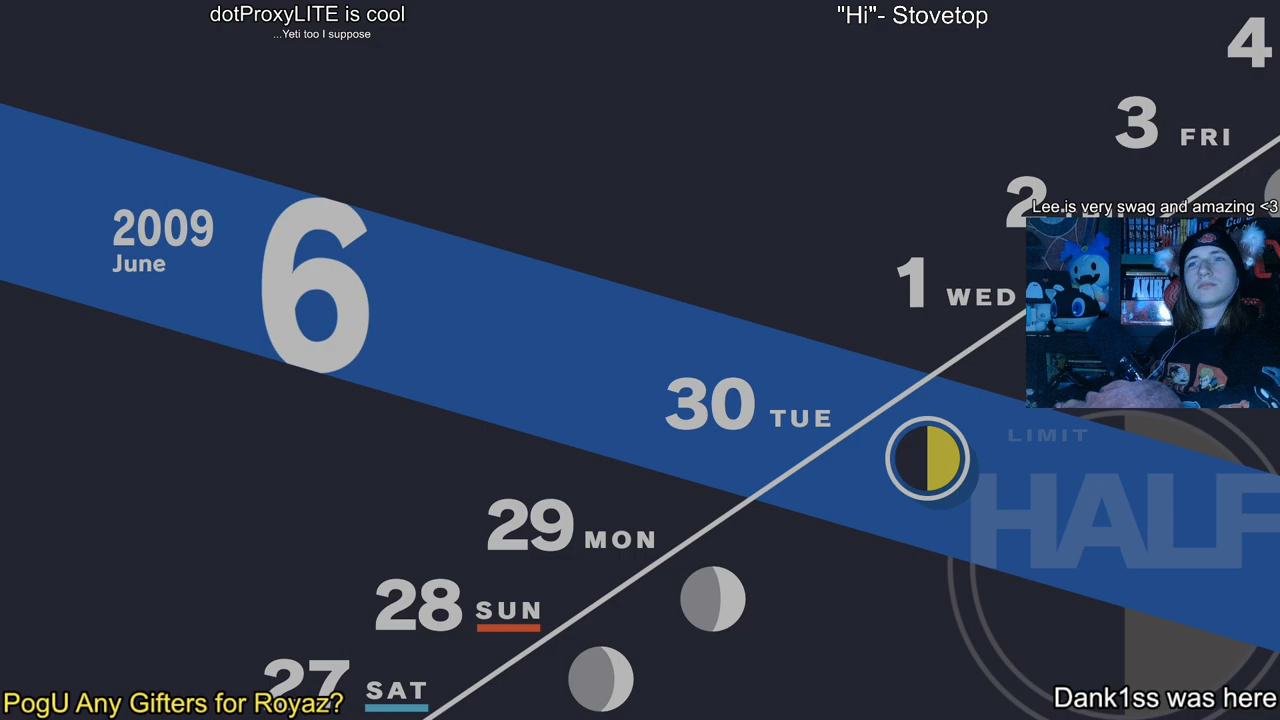 dotProxyLITE is cool
...Yeti too I suppose
"Hi"- Stovetop
4
3 FRI
2
Lee is very swag and amazing <3
2009
June
6
1 WED
AKIRA
30 TUE
LIMIT
HALF
29 MON
28 SUN
27 SAT
PogU Any Gifters for Royaz?
Dank1ss was here